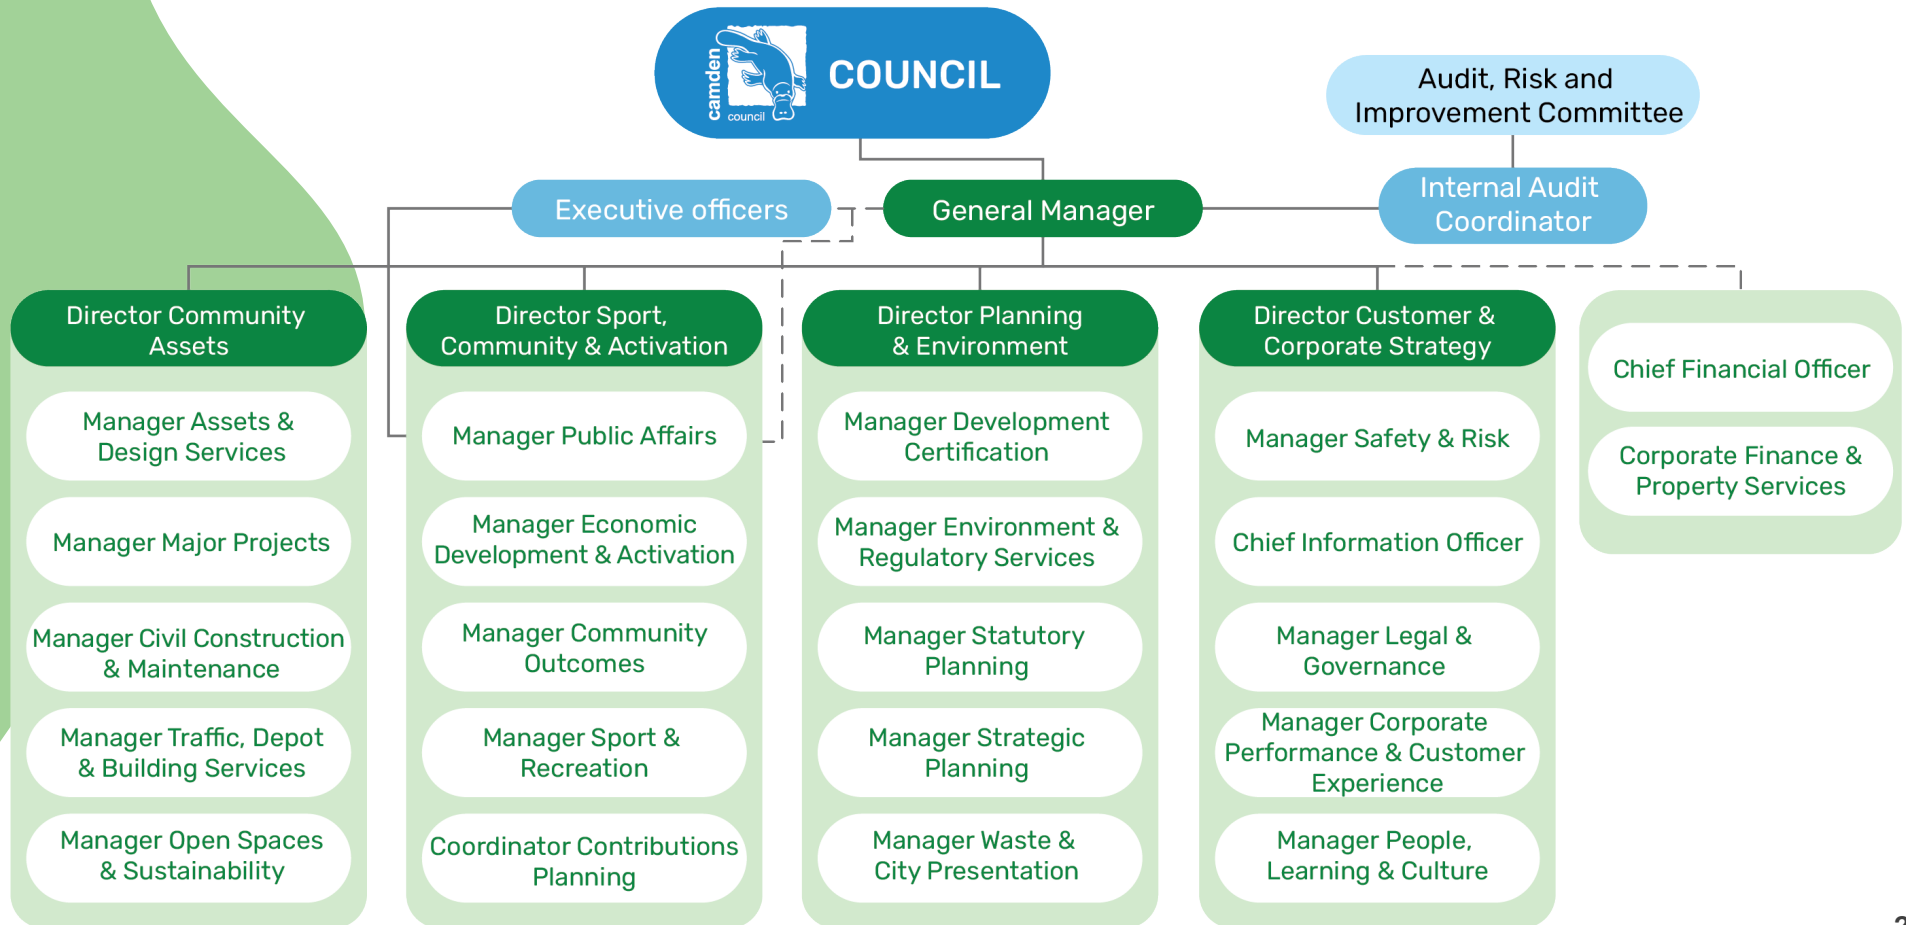 camden
council
COUNCIL
Audit, Risk and
Improvement Committee
Executive officers
General Manager
Internal Audit
Coordinator
Director Community
Assets
Manager Assets &
Design Services
Manager Major Projects
Manager Civil Construction
& Maintenance
Manager Traffic, Depot
& Building Services
Manager Open Spaces
& Sustainability
Director Sport,
Community & Activation
Manager Public Affairs
Manager Economic
Development & Activation
Manager Community
Outcomes
Manager Sport &
Recreation
Coordinator Contributions
Planning
Director Planning
& Environment
Manager Development
Certification
Manager Environment &
Regulatory Services
Manager Statutory
Planning
Manager Strategic
Planning
Manager Waste &
City Presentation
Director Customer &
Corporate Strategy
Manager Safety & Risk
Chief Information Officer
Manager Legal &
Governance
Manager Corporate
Performance & Customer
Experience
Manager People,
Learning & Culture
Chief Financial Officer
Corporate Finance &
Property Services